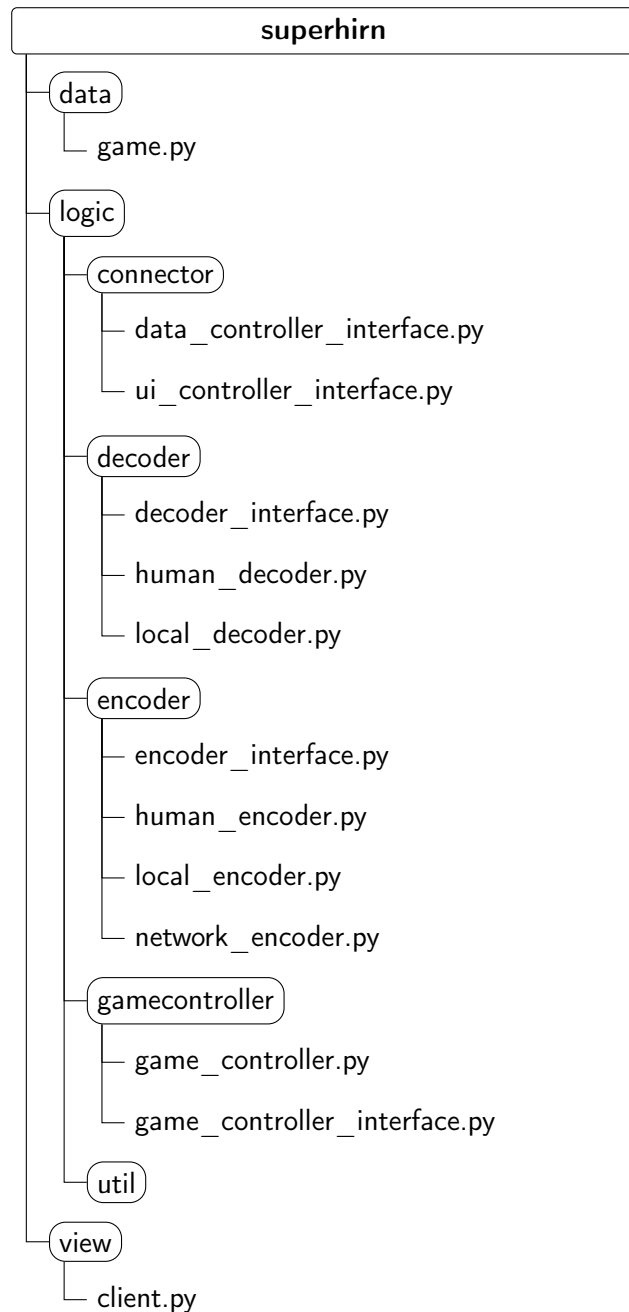 superhirn
data
game.py
logic
connector
data_controller_interface.py
ui_controller_interface.py
decoder
decoder_interface.py
human_decoder.py
local_decoder.py
encoder
encoder_interface.py
human_encoder.py
local_encoder.py
network_encoder.py
gamecontroller
game_controller.py
game_controller_interface.py
util
view
client.py